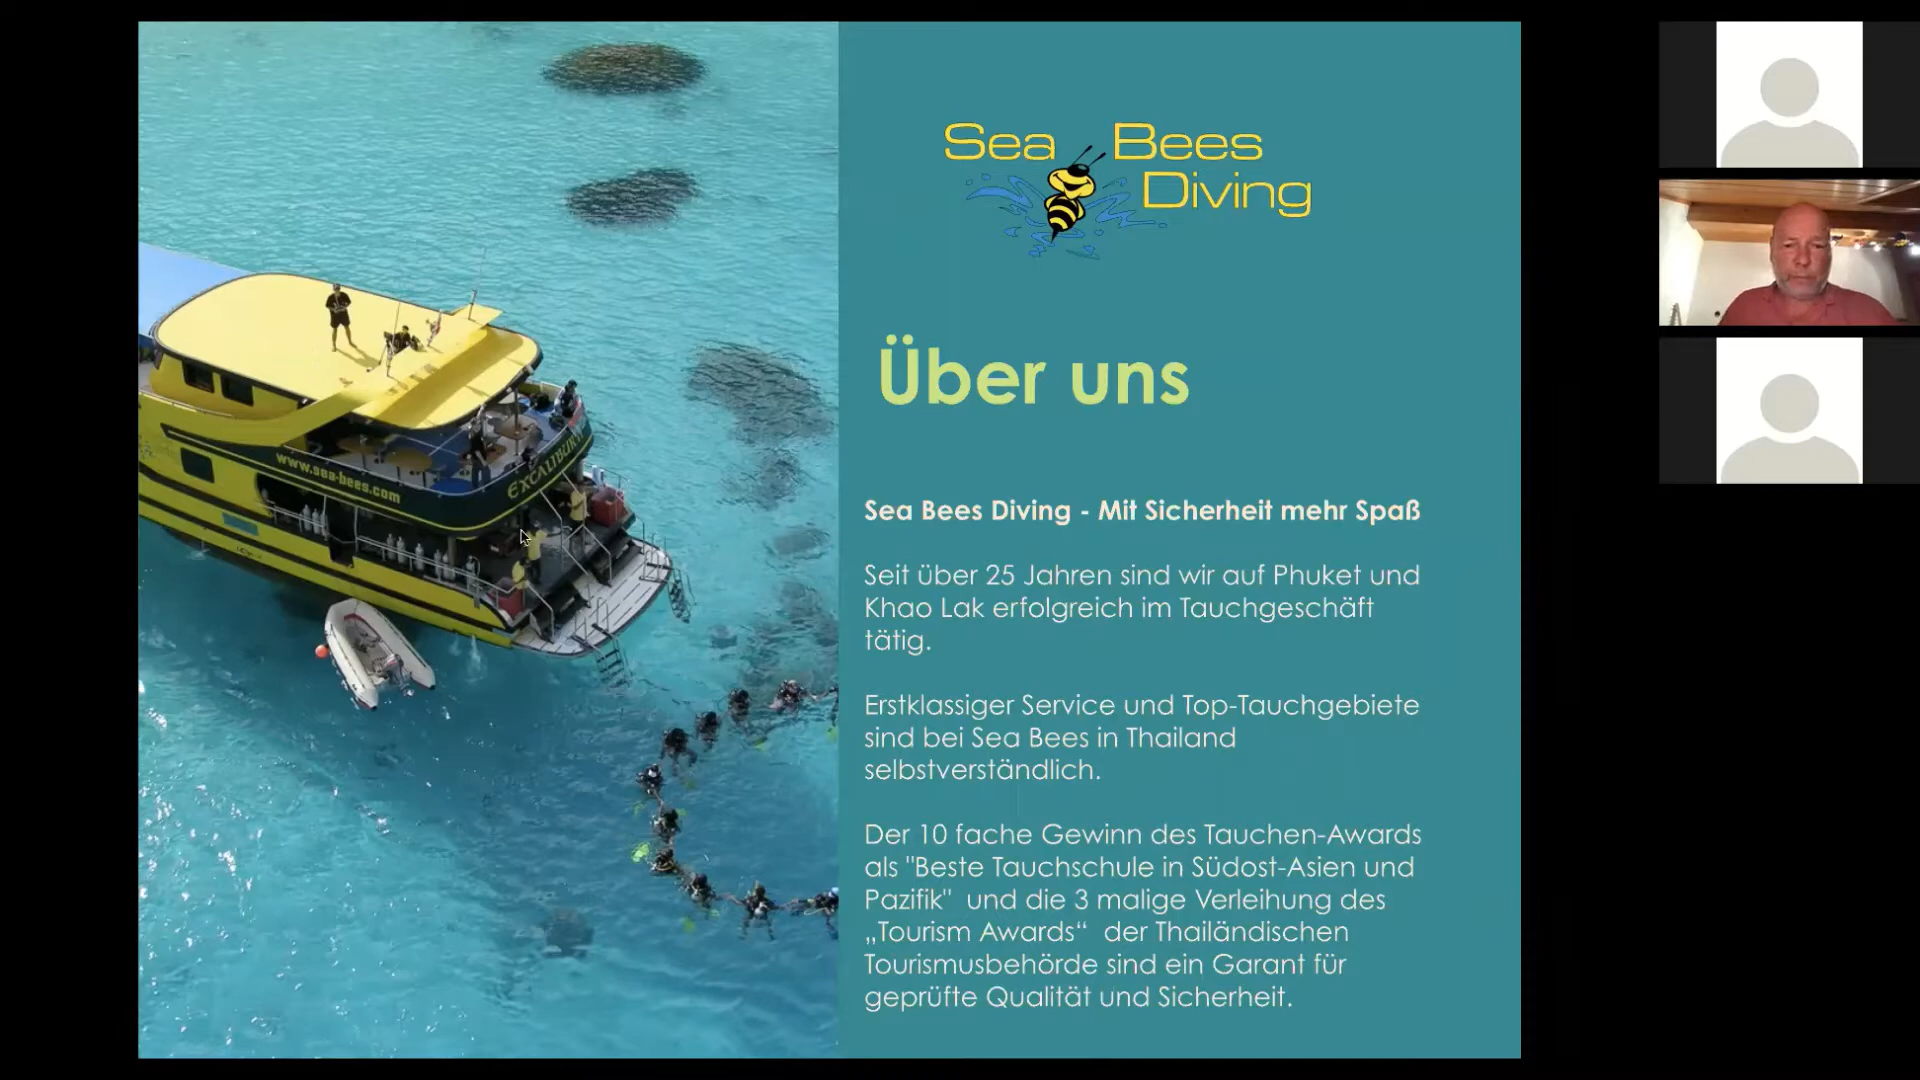 Sea Bees
Diving
Über uns
www.sea-bees.com
EXCALIBUR
Sea Bees Diving - Mit Sicherheit mehr Spaß
Seit über 25 Jahren sind wir auf Phuket und
Khao Lak erfolgreich im Tauchgeschäft
tätig.
Erstklassiger Service und Top-Tauchgebiete
sind bei Sea Bees in Thailand
selbstverständlich.
Der 10 fache Gewinn des Tauchen-Awards
als "Beste Tauchschule in Südost-Asien und
Pazifik" und die 3 malige Verleihung des
„Tourism Awards“ der Thailändischen
Tourismusbehörde sind ein Garant für
geprüfte Qualität und Sicherheit.